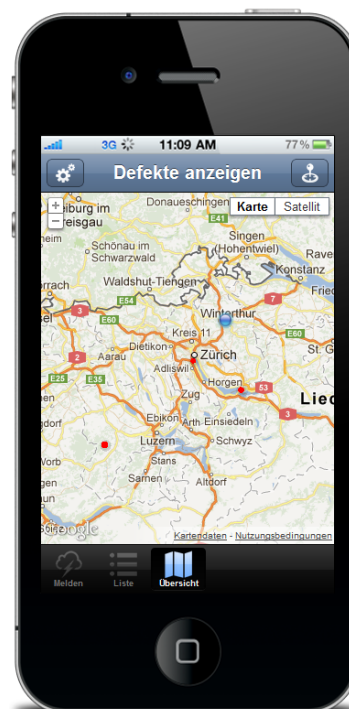 3G 11:09 AM 77%
Defekte anzeigen
Karte Satellit
Donaueschingen
E41
Singen
(Hohentwiel)
Schönau im
Schwarzwald
Konstanz
Waldshut-Tiengen
E54
7
Winterthur
3
E60
E60
Kreis 11
Dietikon
Zürich
2
Aarau
Adliswil
E25
E35
Horgen
53
Zug
3
Ebikon
Arth
Einsiedeln
Luzern
Schwyz
Stans
Sarnen
Altdorf
Kartendaten - Nutzungsbedingungen
Melden
Liste
Übersicht